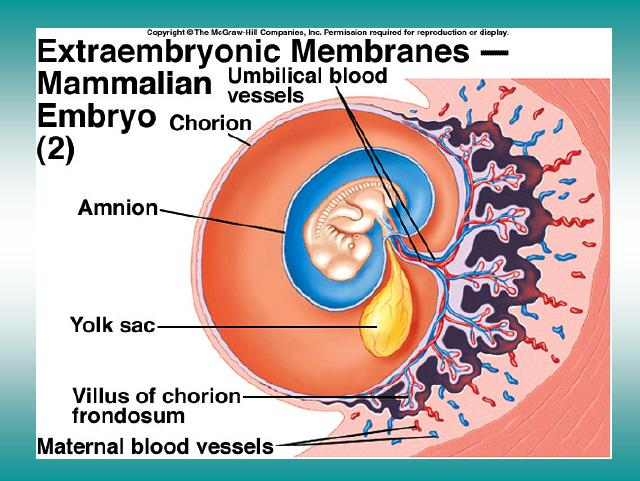 Copyright © The McGraw-Hill Companies, Inc. Permission required for reproduction or display.
Extraembryonic Membranes —
Mammalian
Embryo
(2)
Umbilical blood
vessels
Chorion
Amnion
Yolk sac
Villus of chorion
frondosum
Maternal blood vessels